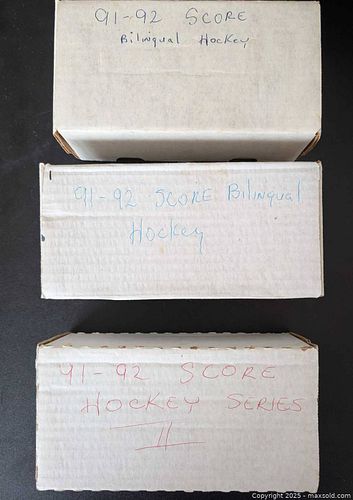 91-92 SCORE
Bilingual Hockey
91-92 SCORE Bilingual
Hockey
91-92 SCORE
HOCKEY SERIES
II
Copyright © 2025 - maxsold.com